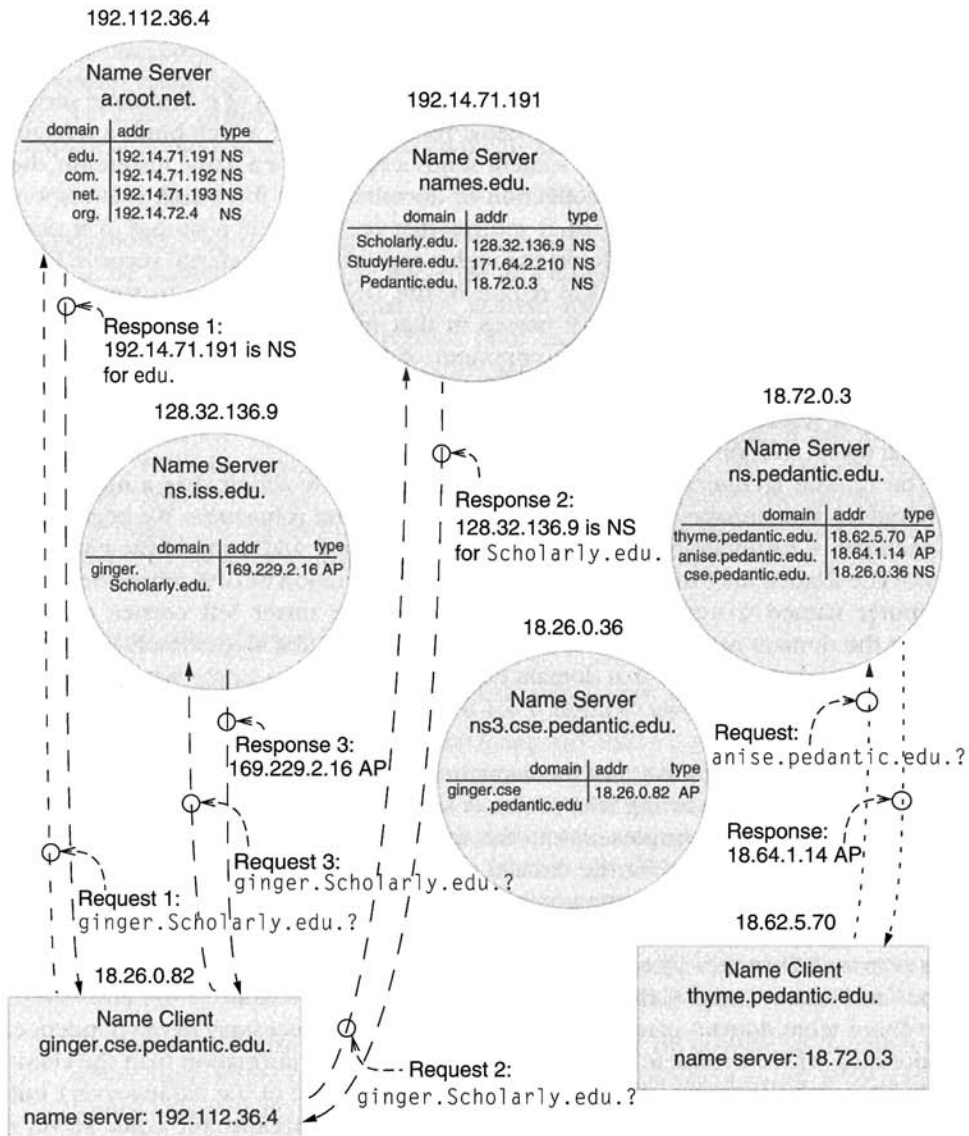 192.112.36.4
Name Server
a.root.net.
domain addr type
edu. 192.14.71.191 NS
com. 192.14.71.192 NS
net. 192.14.71.193 NS
org. 192.14.72.4 NS
192.14.71.191
Name Server
names.edu.
domain addr type
Scholarly.edu. 128.32.136.9 NS
StudyHere.edu. 171.64.2.210 NS
Pedantic.edu. 18.72.0.3 NS
Response 1:
192.14.71.191 is NS
for edu.
128.32.136.9
Name Server
ns.iss.edu.
domain addr type
ginger. 169.229.2.16 AP
Scholarly.edu.
Response 2:
128.32.136.9 is NS
for Scholarly.edu.
18.72.0.3
Name Server
ns.pedantic.edu.
domain addr type
thyme.pedantic.edu. 18.62.5.70 AP
anise.pedantic.edu. 18.64.1.14 AP
cse.pedantic.edu. 18.26.0.36 NS
18.26.0.36
Name Server
ns3.cse.pedantic.edu.
domain addr type
ginger.cse 18.26.0.82 AP
.pedantic.edu
Response 3:
169.229.2.16 AP
Request 3:
ginger.Scholarly.edu.?
Request 1:
ginger.Scholarly.edu.?
Request:
anise.pedantic.edu.?
Response:
18.64.1.14 AP
18.26.0.82
Name Client
ginger.cse.pedantic.edu.
name server: 192.112.36.4
Request 2:
ginger.Scholarly.edu.?
18.62.5.70
Name Client
thyme.pedantic.edu.
name server: 18.72.0.3